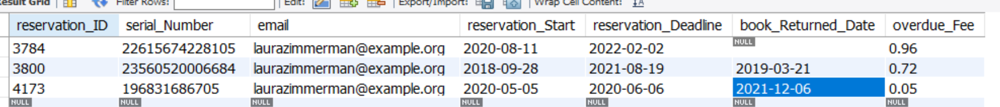 Result Grid | Filter Rows: | Edit: | Export/Import: | Wrap Cell Content: IA
reservation_ID serial_Number email reservation_Start reservation_Deadline book_Returned_Date overdue_Fee
3784 22615674228105 laurazimmerman@example.org 2020-08-11 2022-02-02 NULL 0.96
3800 23560520006684 laurazimmerman@example.org 2018-09-28 2021-08-19 2019-03-21 0.72
4173 196831686705 laurazimmerman@example.org 2020-05-05 2020-06-06 2021-12-06 0.05
NULL NULL NULL NULL NULL NULL NULL